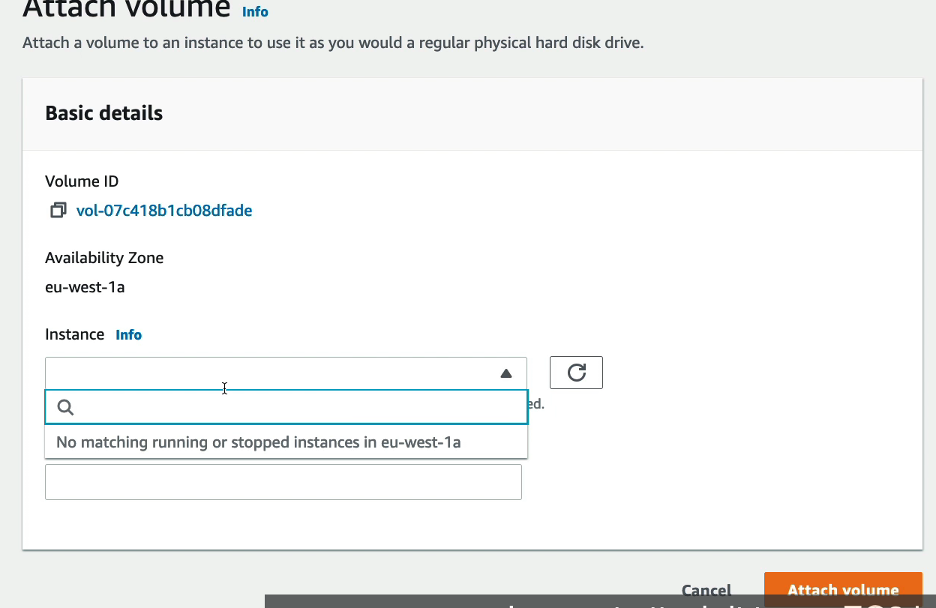 Attach volume Info
Attach a volume to an instance to use it as you would a regular physical hard disk drive.
Basic details
Volume ID
vol-07c418b1cb08dfade
Availability Zone
eu-west-1a
Instance Info
No matching running or stopped instances in eu-west-1a
Cancel
Attach volume